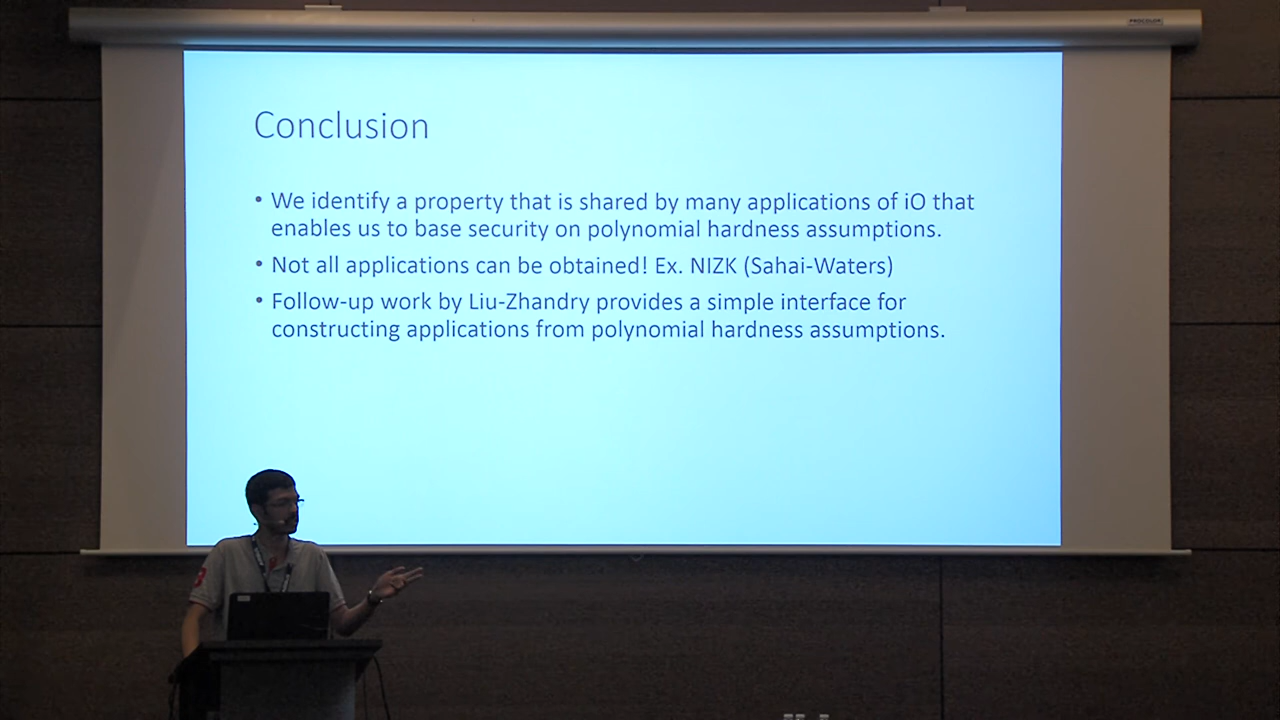 PROCOLOR
Conclusion
• We identify a property that is shared by many applications of iO that
enables us to base security on polynomial hardness assumptions.
• Not all applications can be obtained! Ex. NIZK (Sahai-Waters)
• Follow-up work by Liu-Zhandry provides a simple interface for
constructing applications from polynomial hardness assumptions.